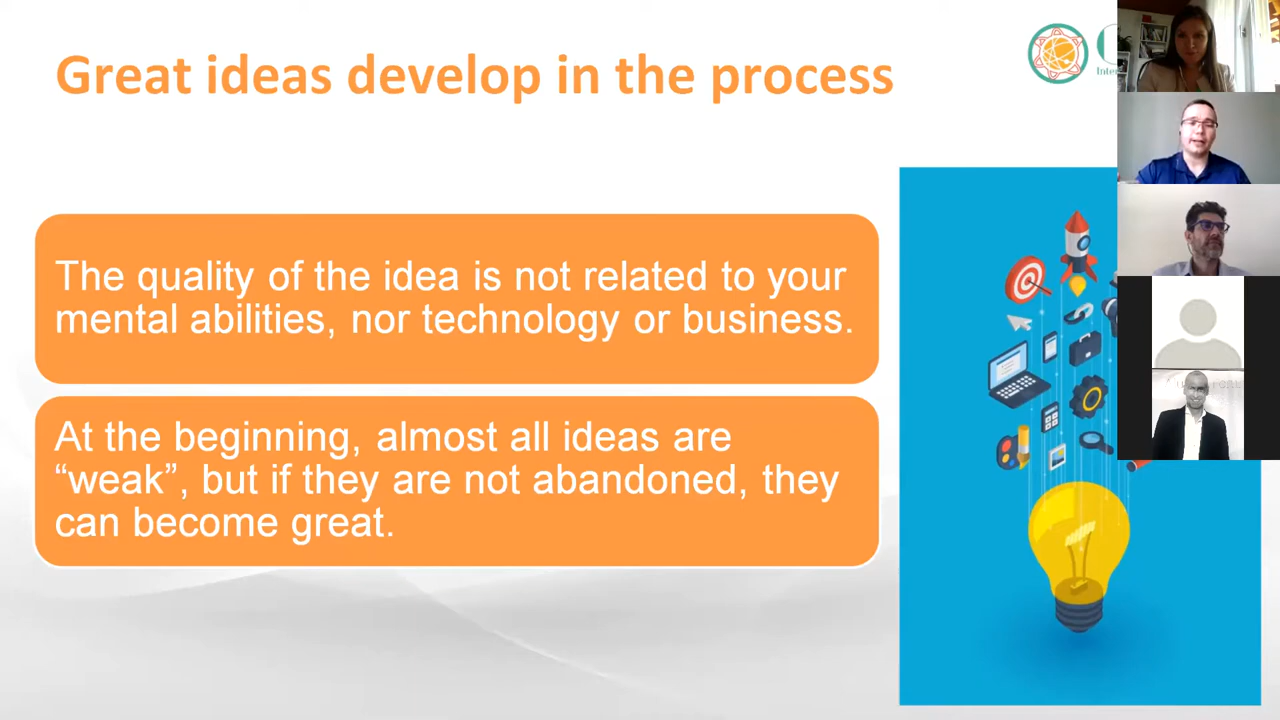 Great ideas develop in the process
The quality of the idea is not related to your
mental abilities, nor technology or business.
At the beginning, almost all ideas are
“weak”, but if they are not abandoned, they
can become great.